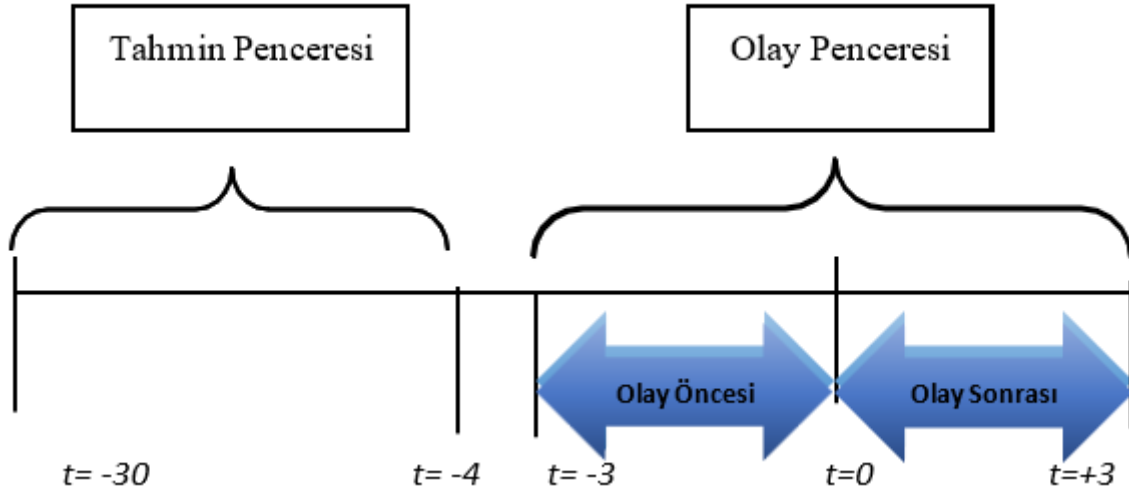 Tahmin Penceresi
Olay Penceresi
Olay Öncesi
Olay Sonrası
t= -30
t= -4
t= -3
t=0
t=+3